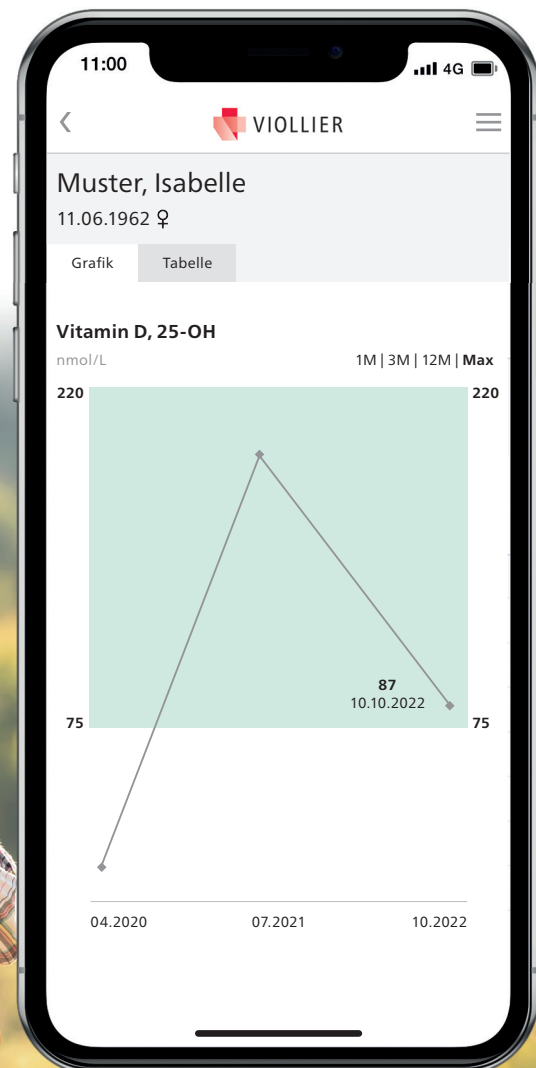 11:00
4G
VIOLLIER
Muster, Isabelle
11.06.1962 ♀
Grafik Tabelle
Vitamin D, 25-OH
nmol/L 1M | 3M | 12M | Max
220 220
87
10.10.2022
75 75
04.2020 07.2021 10.2022